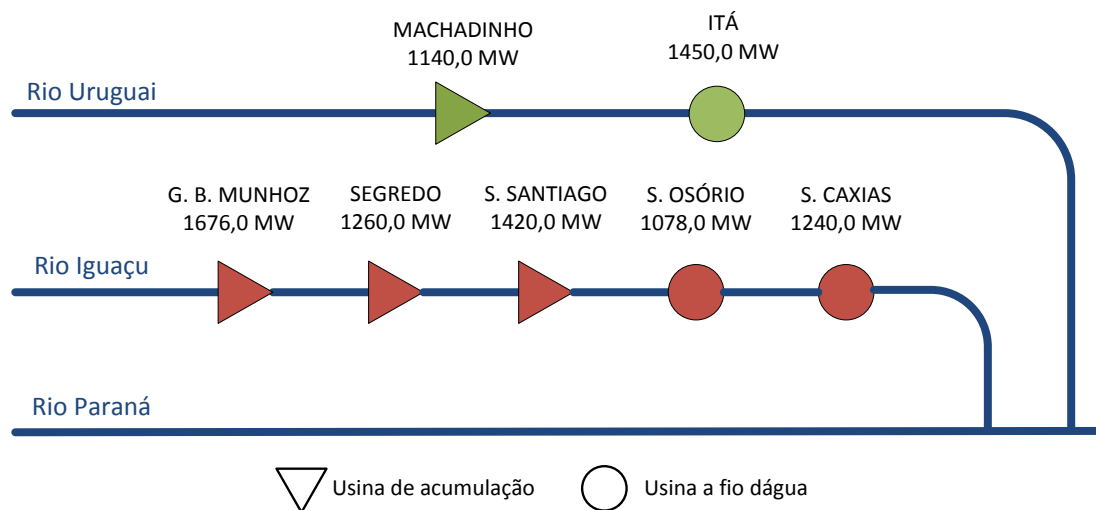 MACHADINHO
1140,0 MW
ITÁ
1450,0 MW
Rio Uruguai
G. B. MUNHOZ
1676,0 MW
SEGREDO
1260,0 MW
S. SANTIAGO
1420,0 MW
S. OSÓRIO
1078,0 MW
S. CAXIAS
1240,0 MW
Rio Iguaçu
Rio Paraná
Usina de acumulação
Usina a fio dágua